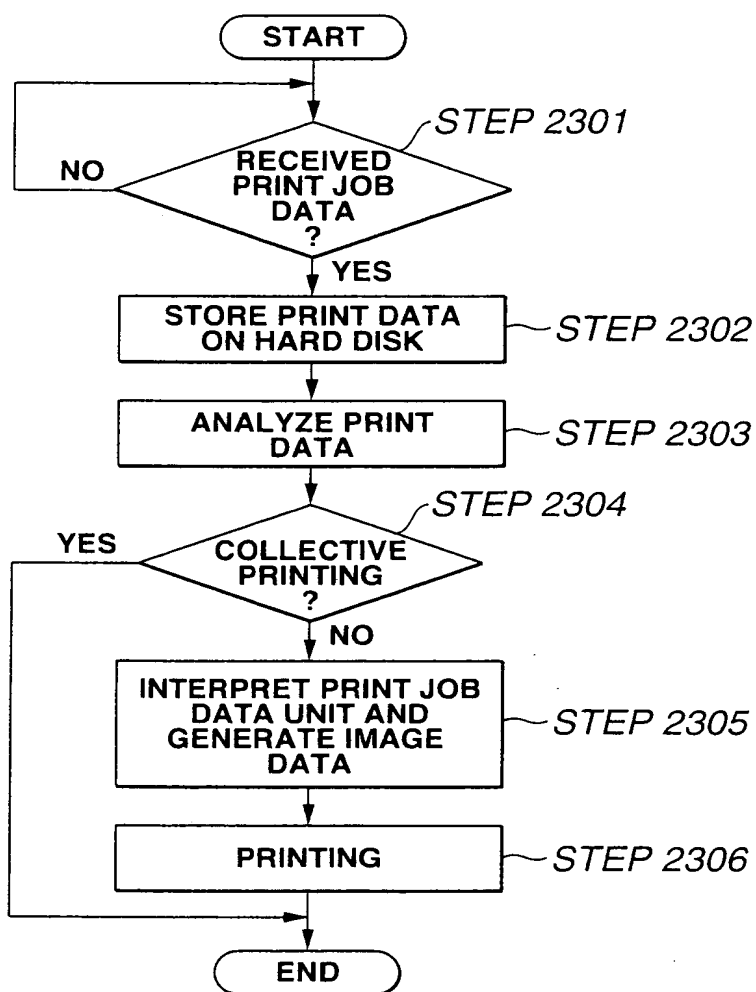 START
STEP 2301
NO
RECEIVED
PRINT JOB
DATA
?
YES
STORE PRINT DATA
ON HARD DISK
STEP 2302
ANALYZE PRINT
DATA
STEP 2303
STEP 2304
YES
COLLECTIVE
PRINTING
?
NO
INTERPRET PRINT JOB
DATA UNIT AND
GENERATE IMAGE
DATA
STEP 2305
PRINTING
STEP 2306
END